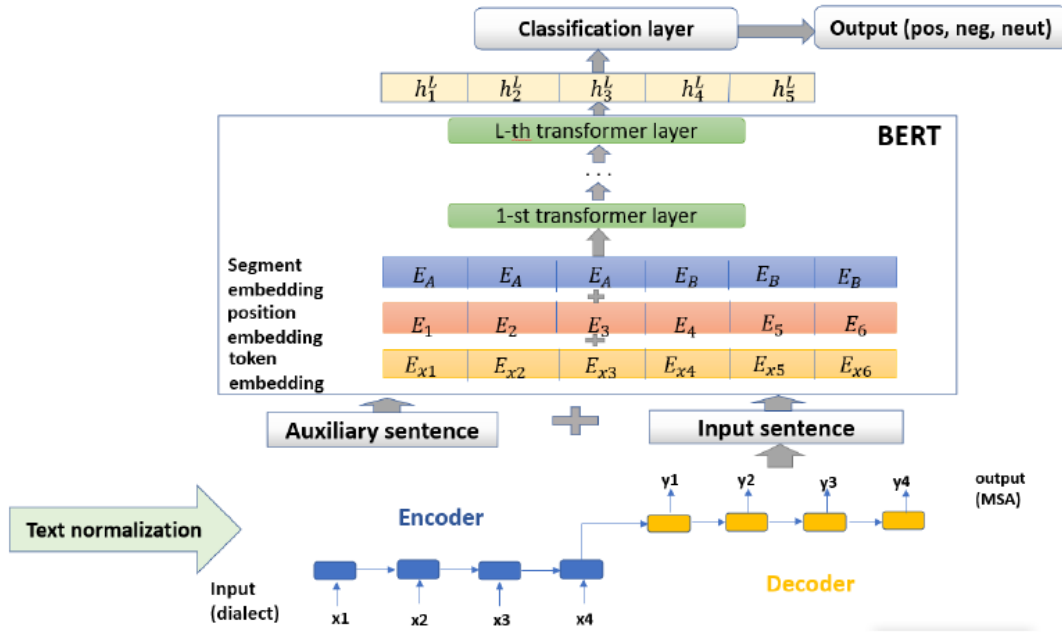 Classification layer
Output (pos, neg, neut)
h_1^L h_2^L h_3^L h_4^L h_5^L
L-th transformer layer
BERT
. . .
1-st transformer layer
Segment
embedding
E_A E_A E_A E_B E_B E_B
position
embedding
E_1 E_2 E_3 E_4 E_5 E_6
token
embedding
E_x1 E_x2 E_x3 E_x4 E_x5 E_x6
Auxiliary sentence
Input sentence
y1 y2 y3 y4
output
(MSA)
Text normalization
Encoder
Decoder
Input
(dialect)
x1 x2 x3 x4